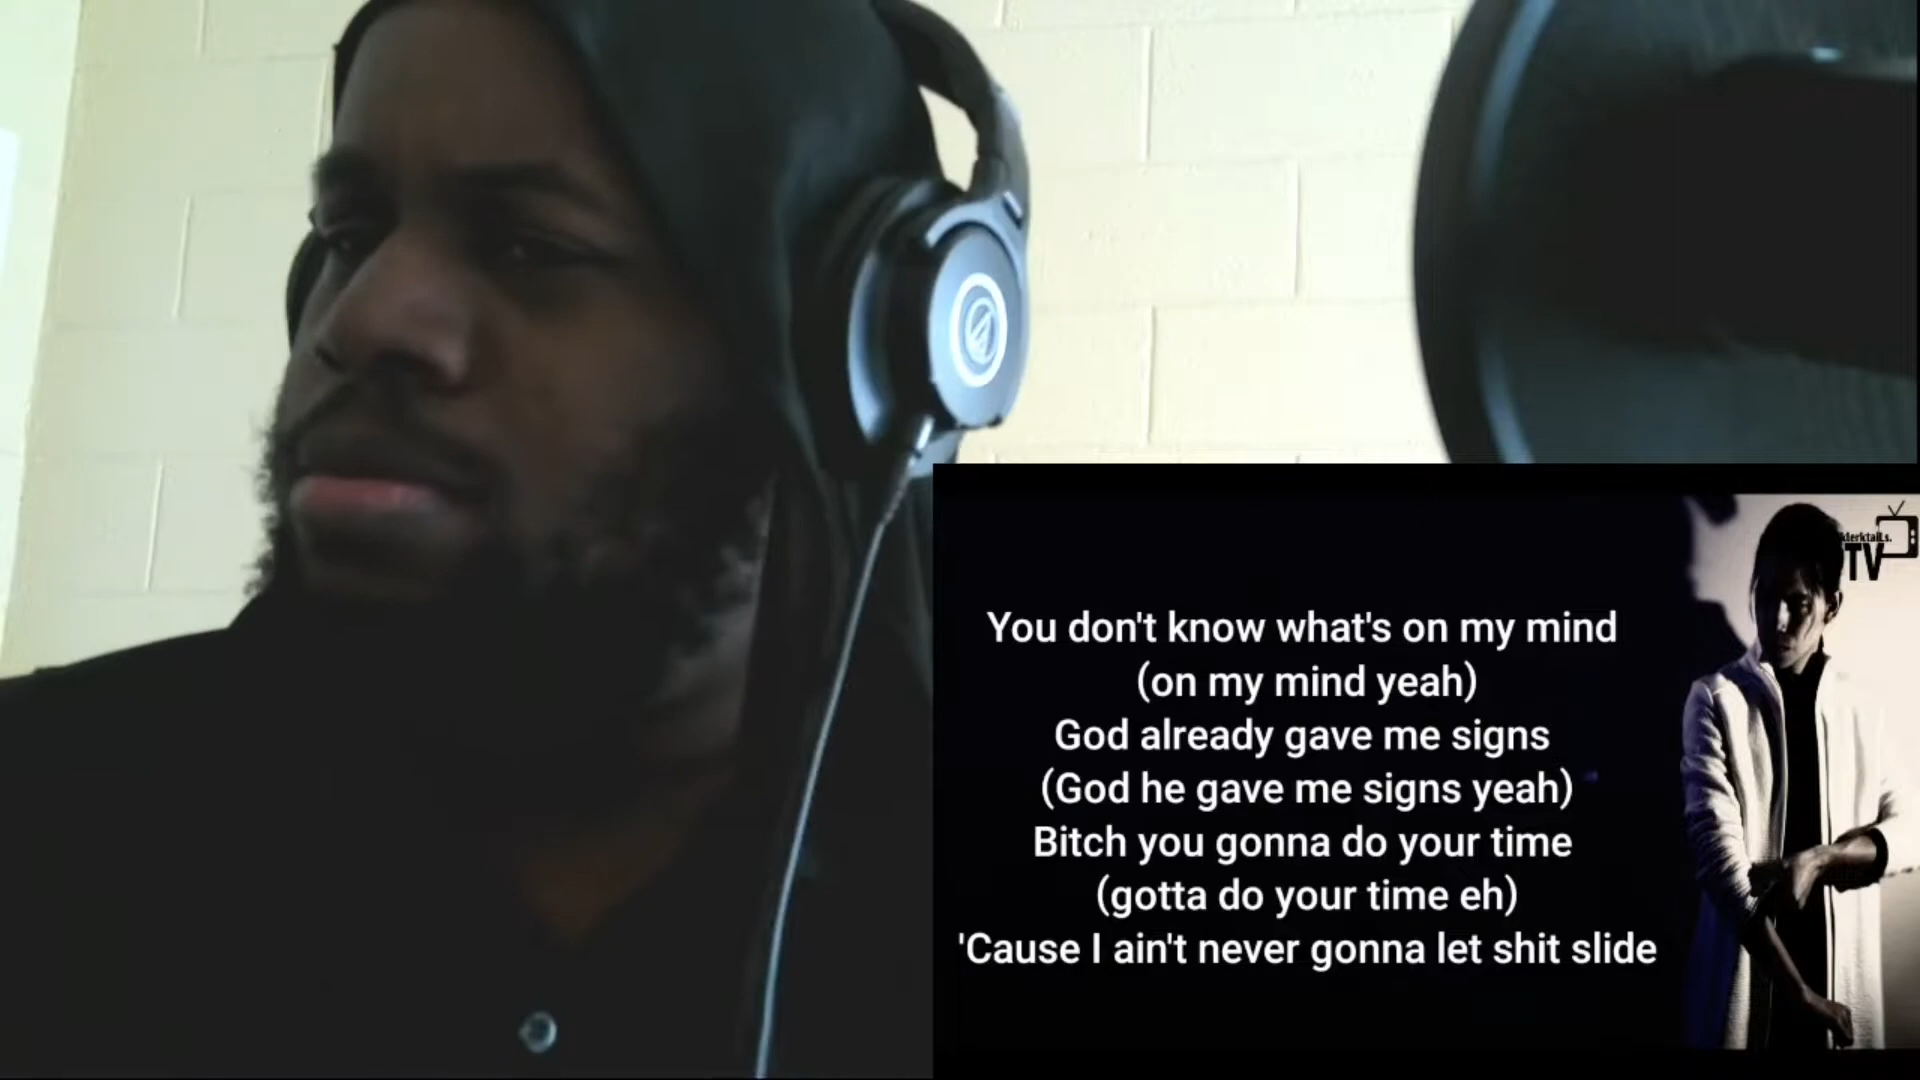 klerktails.
TV
You don't know what's on my mind
(on my mind yeah)
God already gave me signs
(God he gave me signs yeah)
Bitch you gonna do your time
(gotta do your time eh)
'Cause I ain't never gonna let shit slide